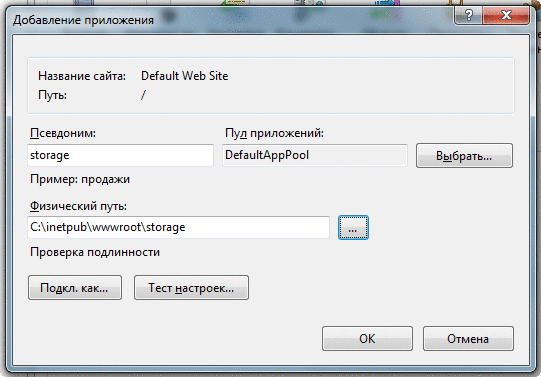 Добавление приложения
Название сайта: Default Web Site
Путь: /
Псевдоним: Пул приложений:
storage DefaultAppPool Выбрать...
Пример: продажи
Физический путь:
C:\inetpub\wwwroot\storage ...
Проверка подлинности
Подкл. как... Тест настроек...
OK Отмена